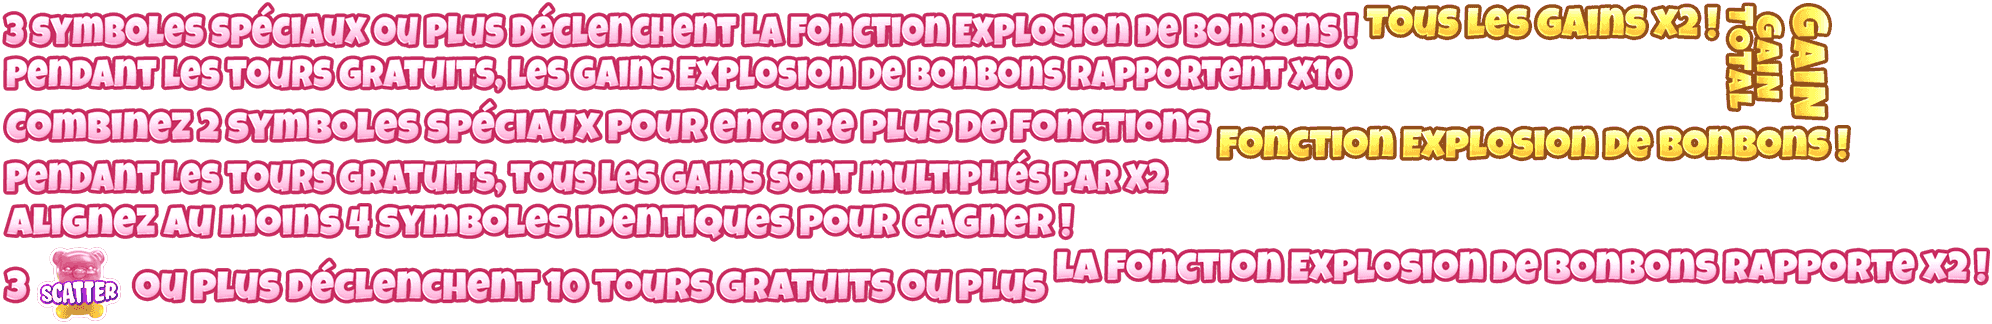 3 symboles spéciaux ou plus déclenchent la fonction Explosion de bonbons !
Tous les gains x2 !
GAIN
TOTAL
GAIN
Pendant les tours gratuits, les gains Explosion de bonbons rapportent x10
Combinez 2 symboles spéciaux pour encore plus de fonctions
Fonction Explosion de bonbons !
Pendant les tours gratuits, tous les gains sont multipliés par x2
Alignez au moins 4 symboles identiques pour gagner !
3 SCATTER ou plus déclenchent 10 tours gratuits ou plus
La fonction Explosion de bonbons rapporte x2 !